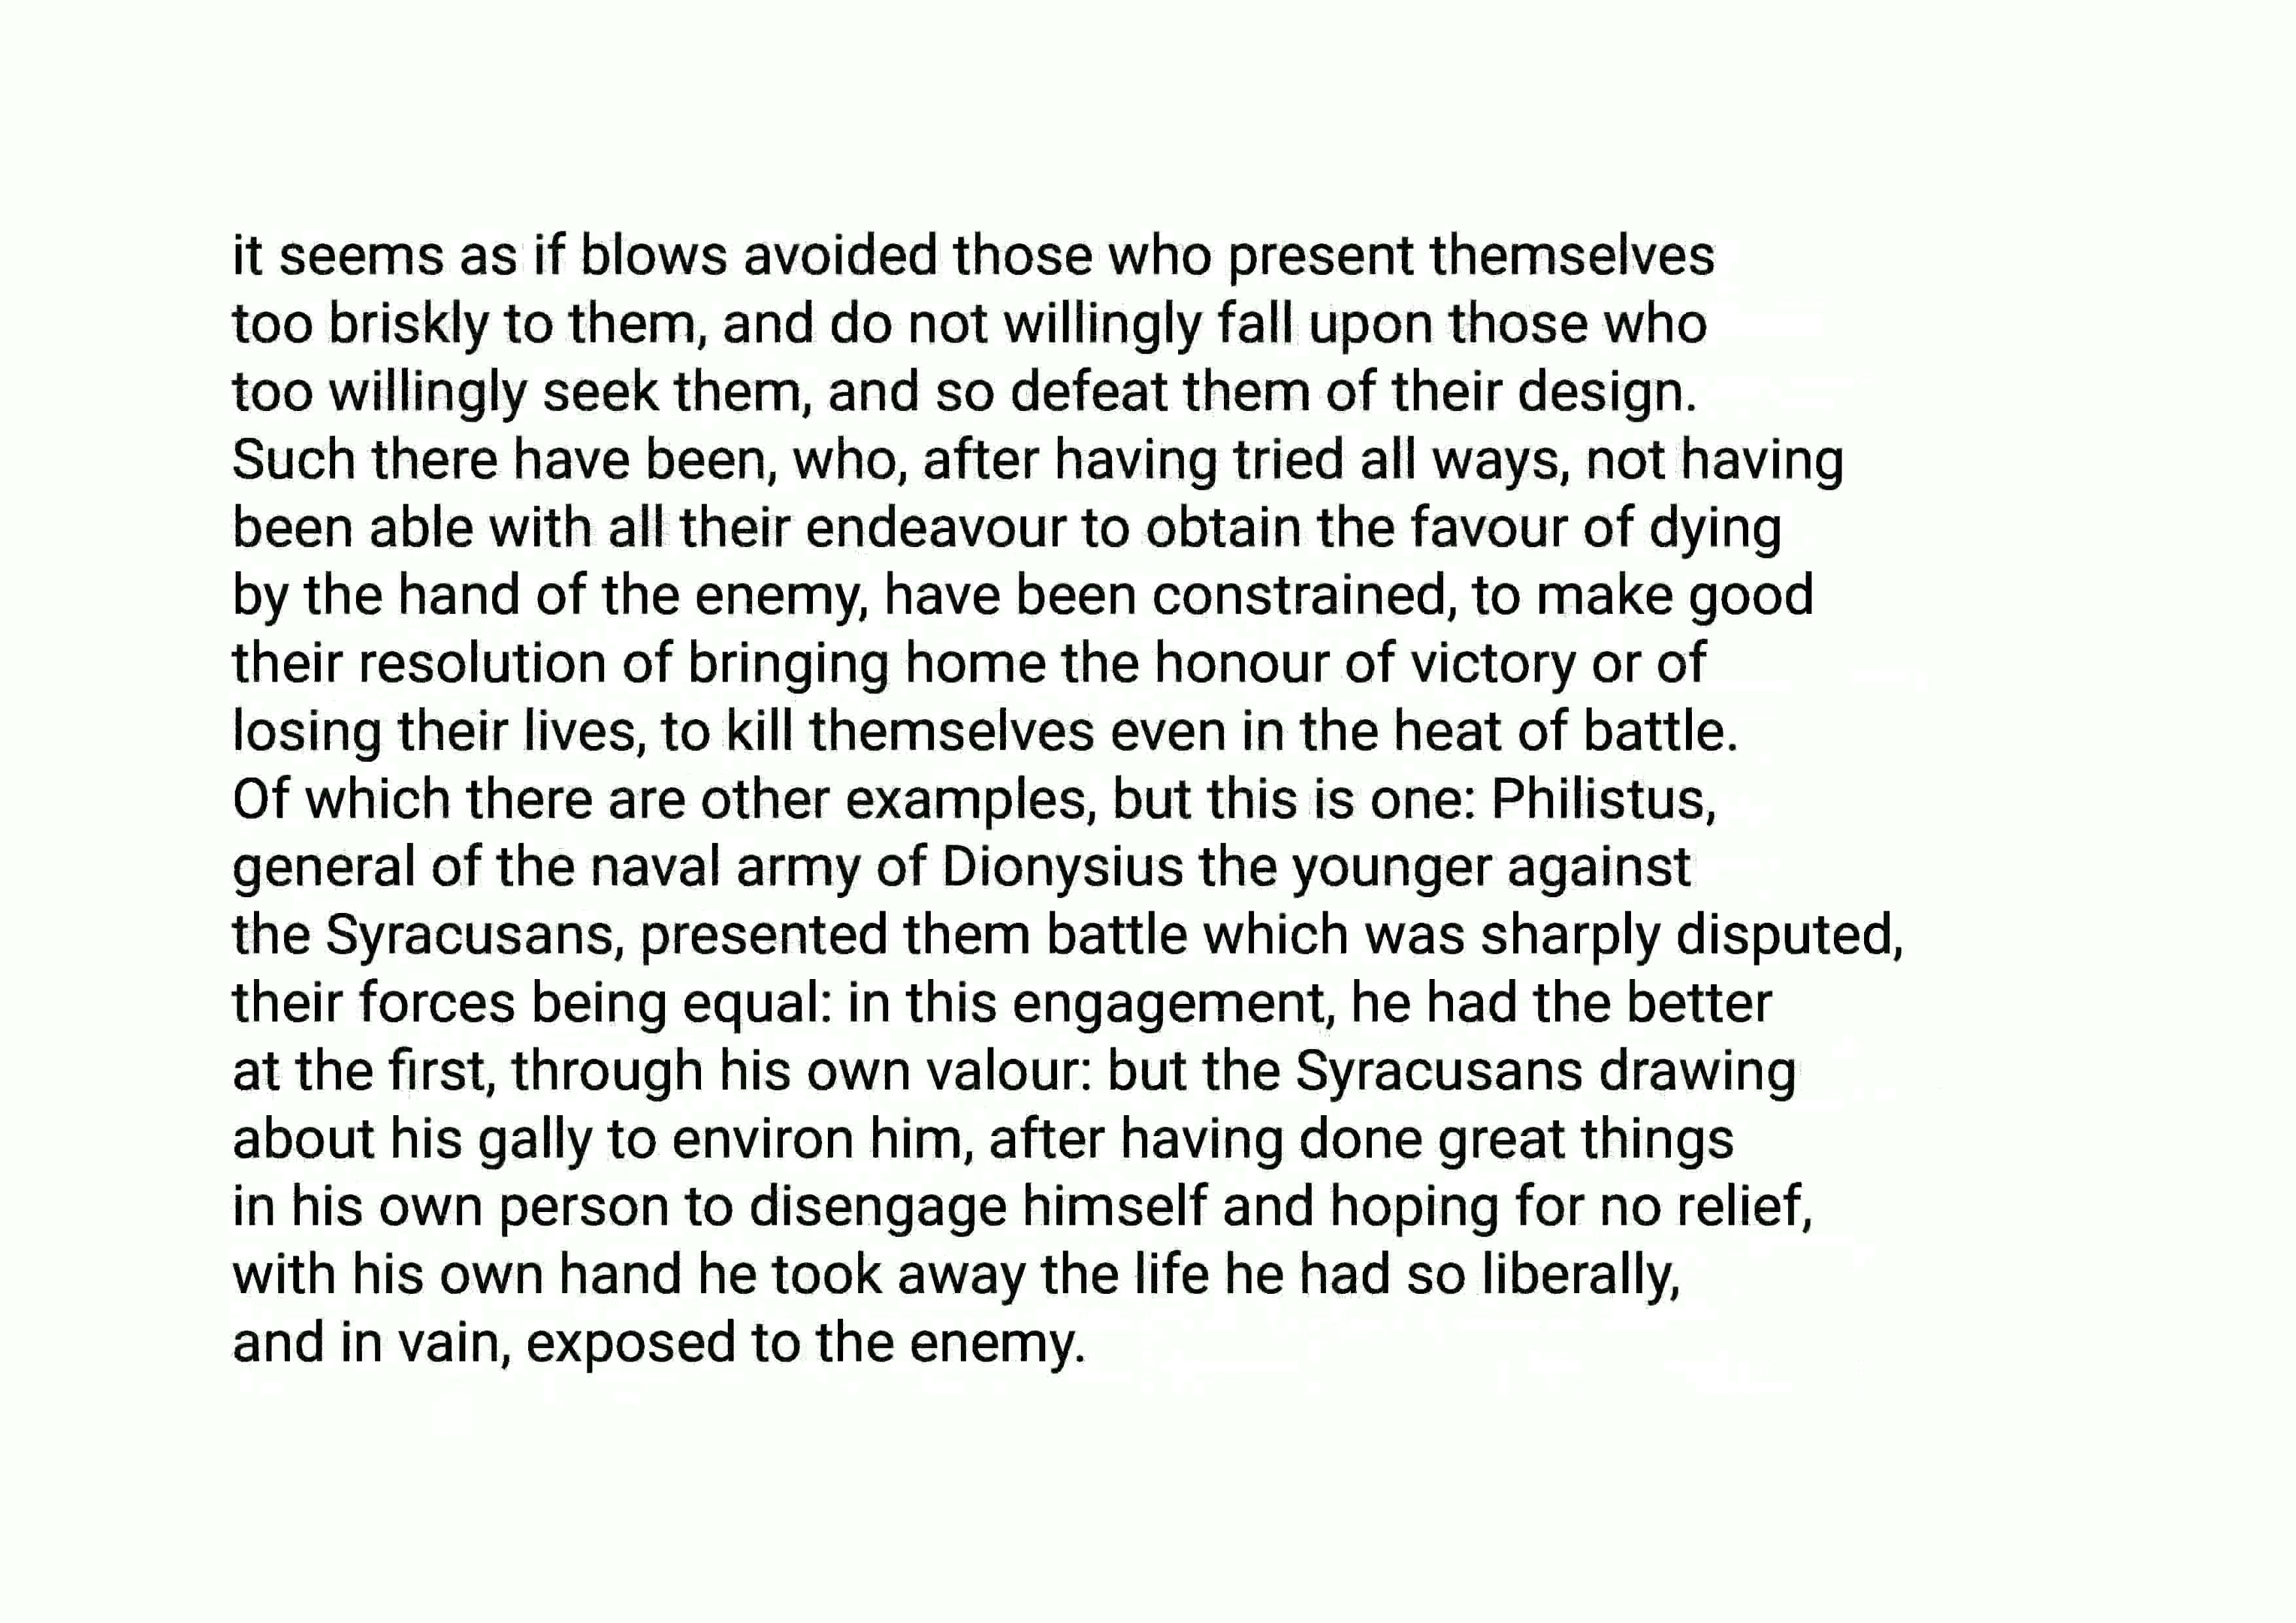 it seems as if blows avoided those who present themselves
too briskly to them, and do not willingly fall upon those who
too willingly seek them, and so defeat them of their design.
Such there have been, who, after having tried all ways, not having
been able with all their endeavour to obtain the favour of dying
by the hand of the enemy, have been constrained, to make good
their resolution of bringing home the honour of victory or of
losing their lives, to kill themselves even in the heat of battle.
Of which there are other examples, but this is one: Philistus,
general of the naval army of Dionysius the younger against
the Syracusans, presented them battle which was sharply disputed,
their forces being equal: in this engagement, he had the better
at the first, through his own valour: but the Syracusans drawing
about his gally to environ him, after having done great things
in his own person to disengage himself and hoping for no relief,
with his own hand he took away the life he had so liberally,
and in vain, exposed to the enemy.